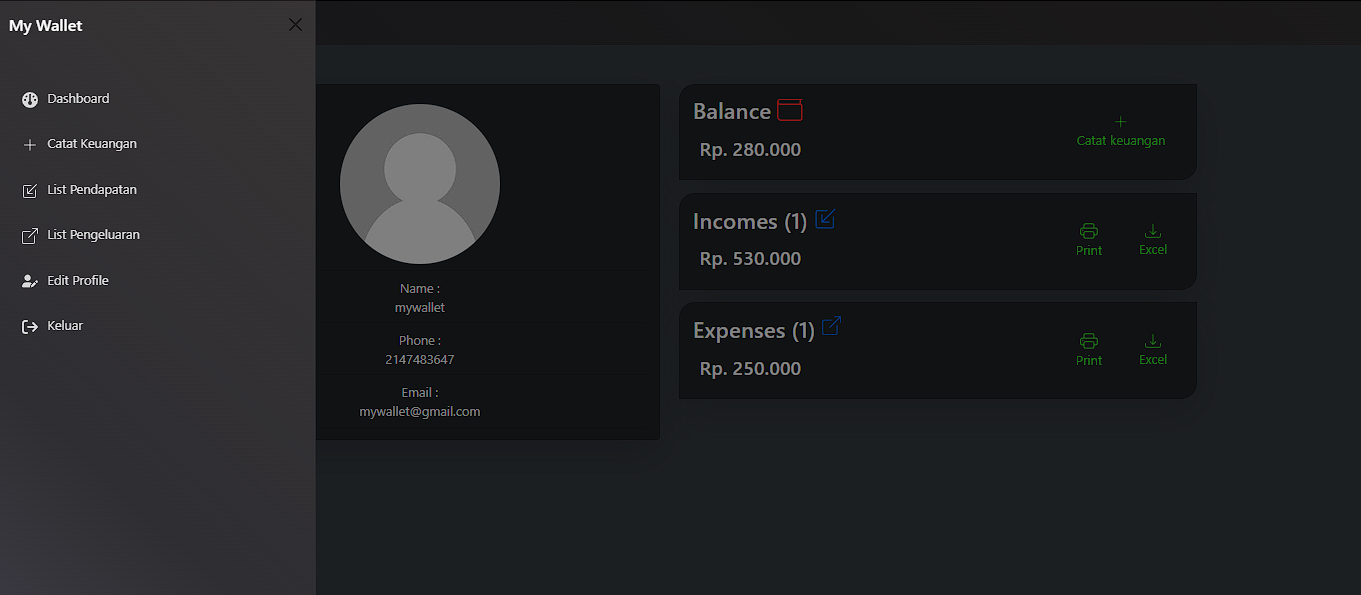 My Wallet
Dashboard
Catat Keuangan
List Pendapatan
List Pengeluaran
Edit Profile
Keluar
Name :
mywallet
Phone :
2147483647
Email :
mywallet@gmail.com
Balance
Rp. 280.000
Catat keuangan
Incomes (1)
Rp. 530.000
Print
Excel
Expenses (1)
Rp. 250.000
Print
Excel